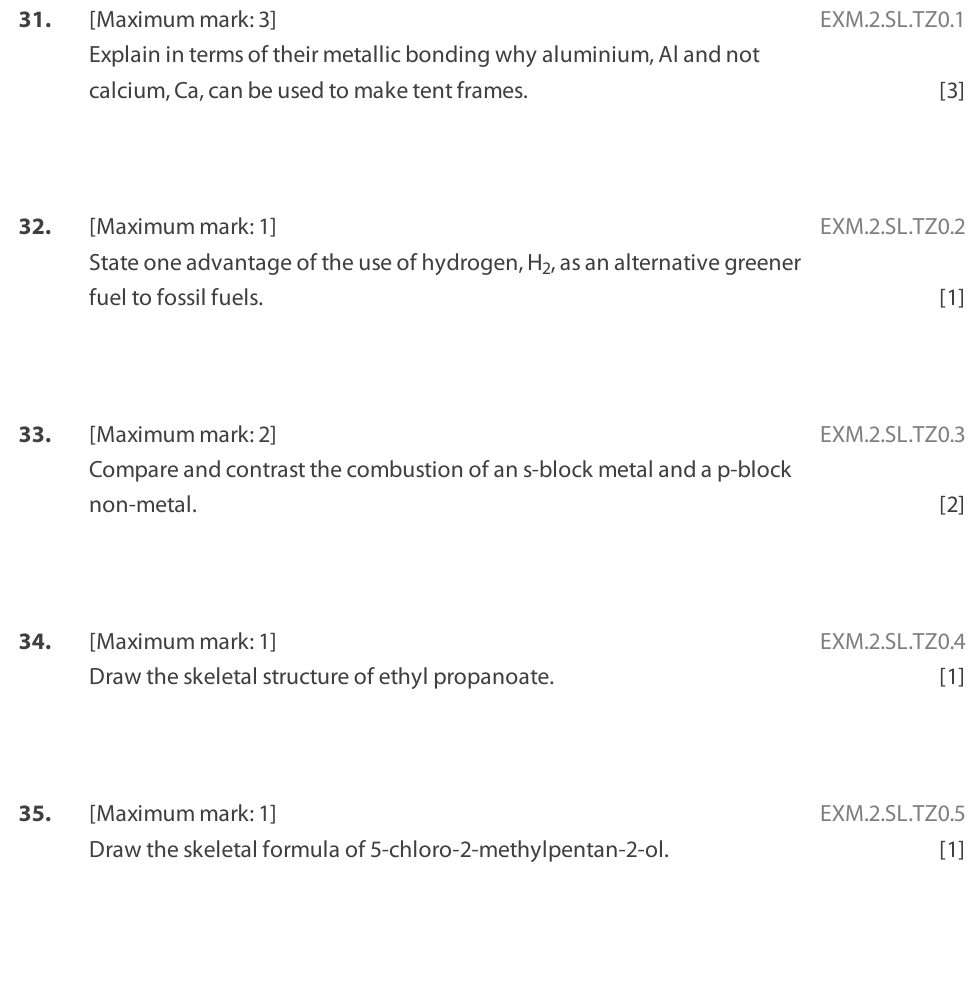 31. [Maximum mark: 3] EXM.2.SL.TZ0.1
Explain in terms of their metallic bonding why aluminium, Al and not
calcium, Ca, can be used to make tent frames. [3]
32. [Maximum mark: 1] EXM.2.SL.TZ0.2
State one advantage of the use of hydrogen, H₂, as an alternative greener
fuel to fossil fuels. [1]
33. [Maximum mark: 2] EXM.2.SL.TZ0.3
Compare and contrast the combustion of an s-block metal and a p-block
non-metal. [2]
34. [Maximum mark: 1] EXM.2.SL.TZ0.4
Draw the skeletal structure of ethyl propanoate. [1]
35. [Maximum mark: 1] EXM.2.SL.TZ0.5
Draw the skeletal formula of 5-chloro-2-methylpentan-2-ol. [1]